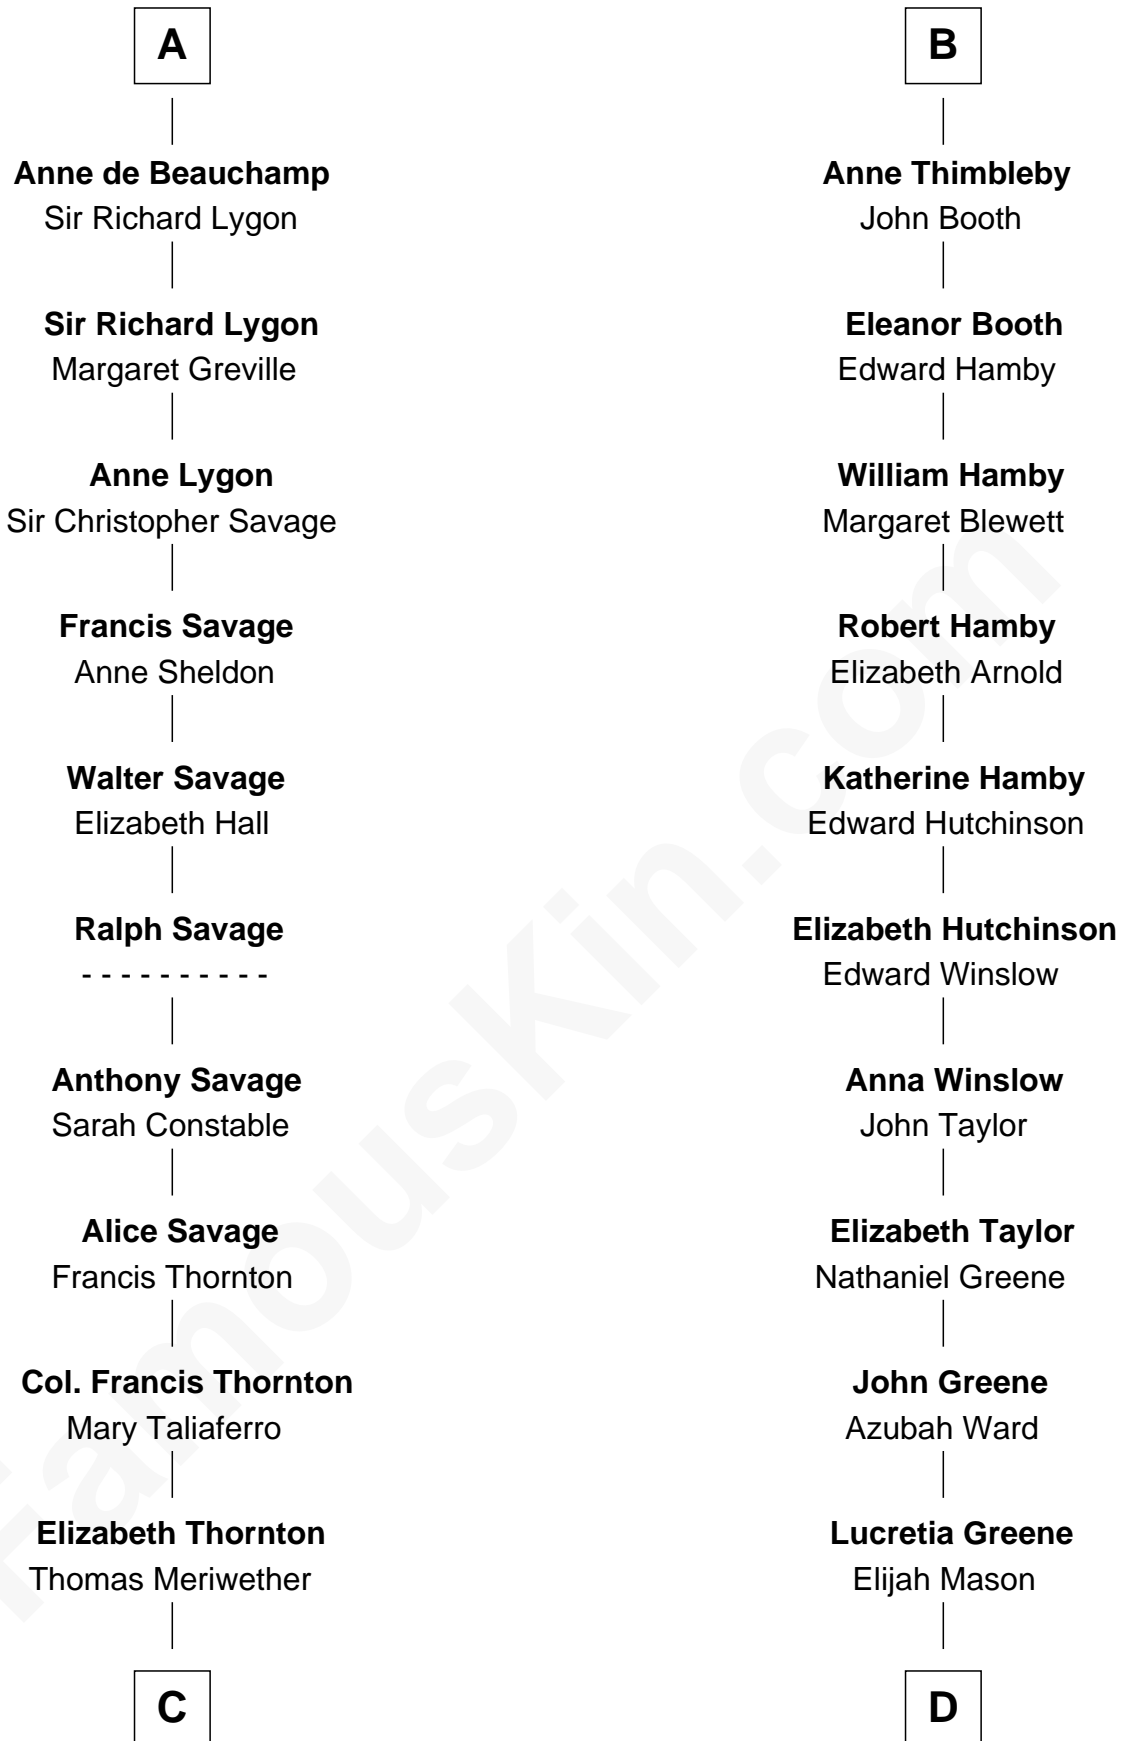 A
Anne de Beauchamp
Sir Richard Lygon
Sir Richard Lygon
Margaret Greville
Anne Lygon
Sir Christopher Savage
Francis Savage
Anne Sheldon
Walter Savage
Elizabeth Hall
Ralph Savage
- - - - - - - - - -
Anthony Savage
Sarah Constable
Alice Savage
Francis Thornton
Col. Francis Thornton
Mary Taliaferro
Elizabeth Thornton
Thomas Meriwether
C
B
Anne Thimbleby
John Booth
Eleanor Booth
Edward Hamby
William Hamby
Margaret Blewett
Robert Hamby
Elizabeth Arnold
Katherine Hamby
Edward Hutchinson
Elizabeth Hutchinson
Edward Winslow
Anna Winslow
John Taylor
Elizabeth Taylor
Nathaniel Greene
John Greene
Azubah Ward
Lucretia Greene
Elijah Mason
D
FamousKin.com